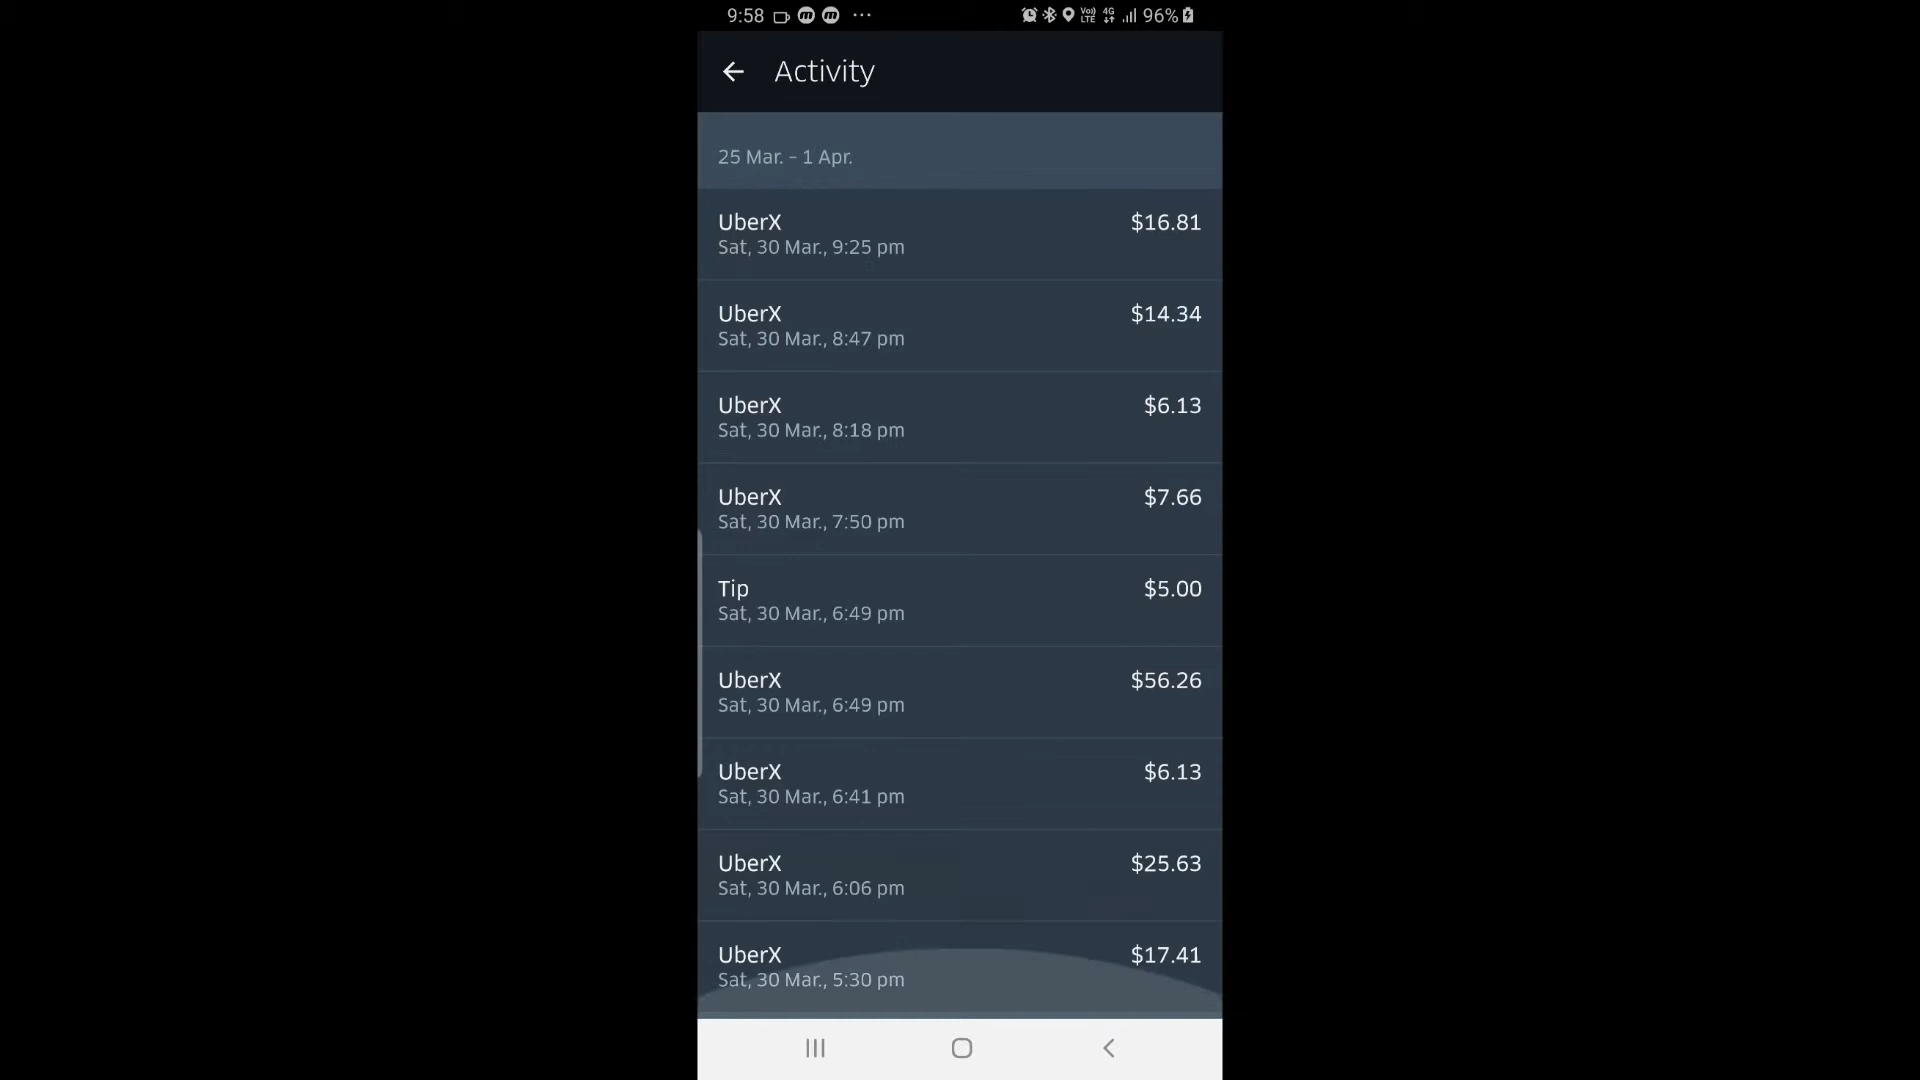 9:58 ... VoLTE 4G 96%
Activity
25 Mar. - 1 Apr.
UberX $16.81
Sat, 30 Mar., 9:25 pm
UberX $14.34
Sat, 30 Mar., 8:47 pm
UberX $6.13
Sat, 30 Mar., 8:18 pm
UberX $7.66
Sat, 30 Mar., 7:50 pm
Tip $5.00
Sat, 30 Mar., 6:49 pm
UberX $56.26
Sat, 30 Mar., 6:49 pm
UberX $6.13
Sat, 30 Mar., 6:41 pm
UberX $25.63
Sat, 30 Mar., 6:06 pm
UberX $17.41
Sat, 30 Mar., 5:30 pm